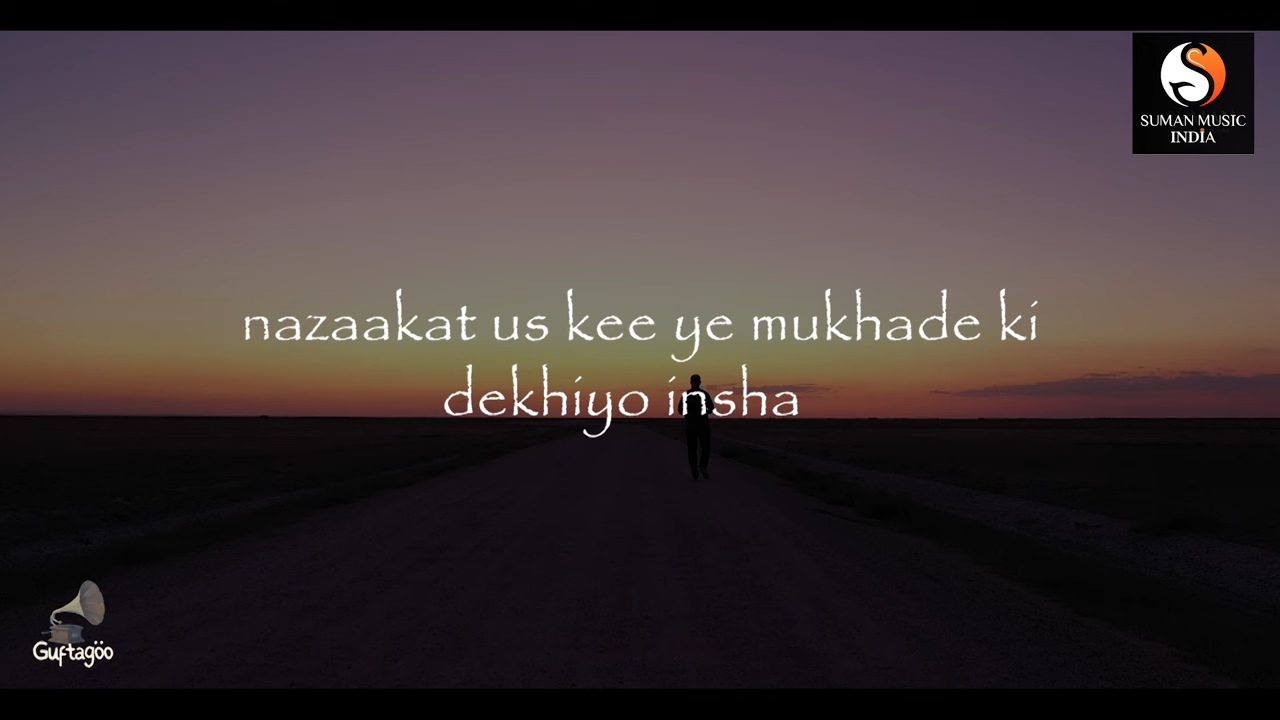 SUMAN MUSIC
INDIA
nazaakat us kee ye mukhade ki
dekhiyo insha
Guftagöo